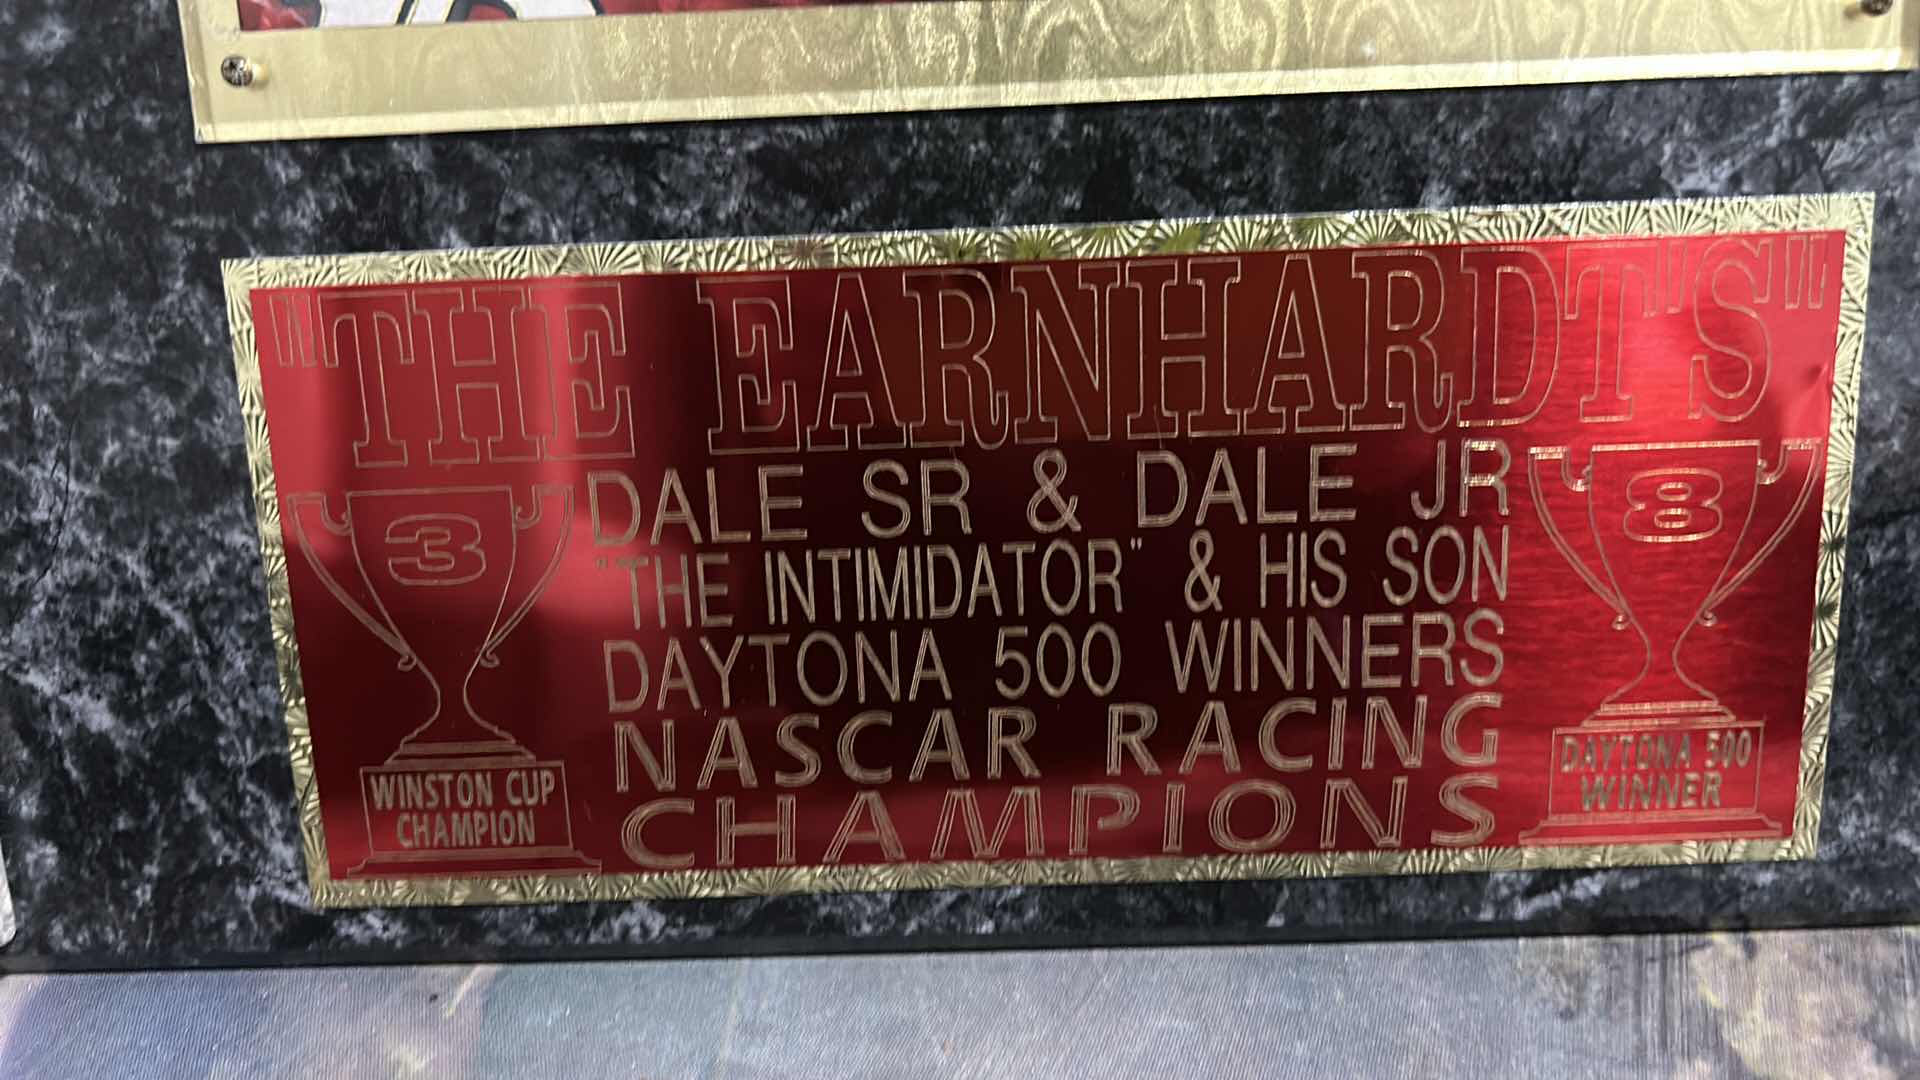 "THE EARNHARDT'S"
DALE SR & DALE JR
"THE INTIMIDATOR" & HIS SON
DAYTONA 500 WINNERS
NASCAR RACING
CHAMPIONS
3
WINSTON CUP
CHAMPION
8
DAYTONA 500
WINNER